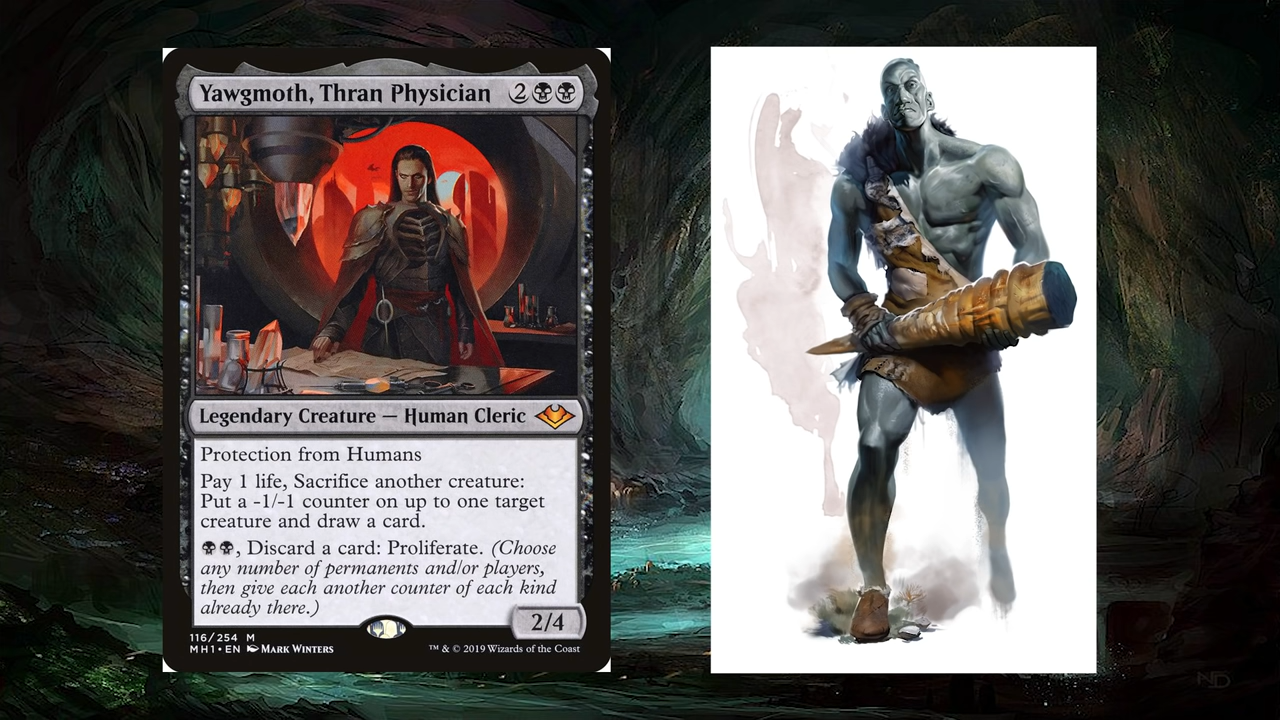 Yawgmoth, Thran Physician 2
Legendary Creature — Human Cleric
Protection from Humans
Pay 1 life, Sacrifice another creature:
Put a -1/-1 counter on up to one target
creature and draw a card.
, Discard a card: Proliferate. (Choose
any number of permanents and/or players,
then give each another counter of each kind
already there.)
2/4
116/254 M
MH1•EN MARK WINTERS
™ & © 2019 Wizards of the Coast
ND